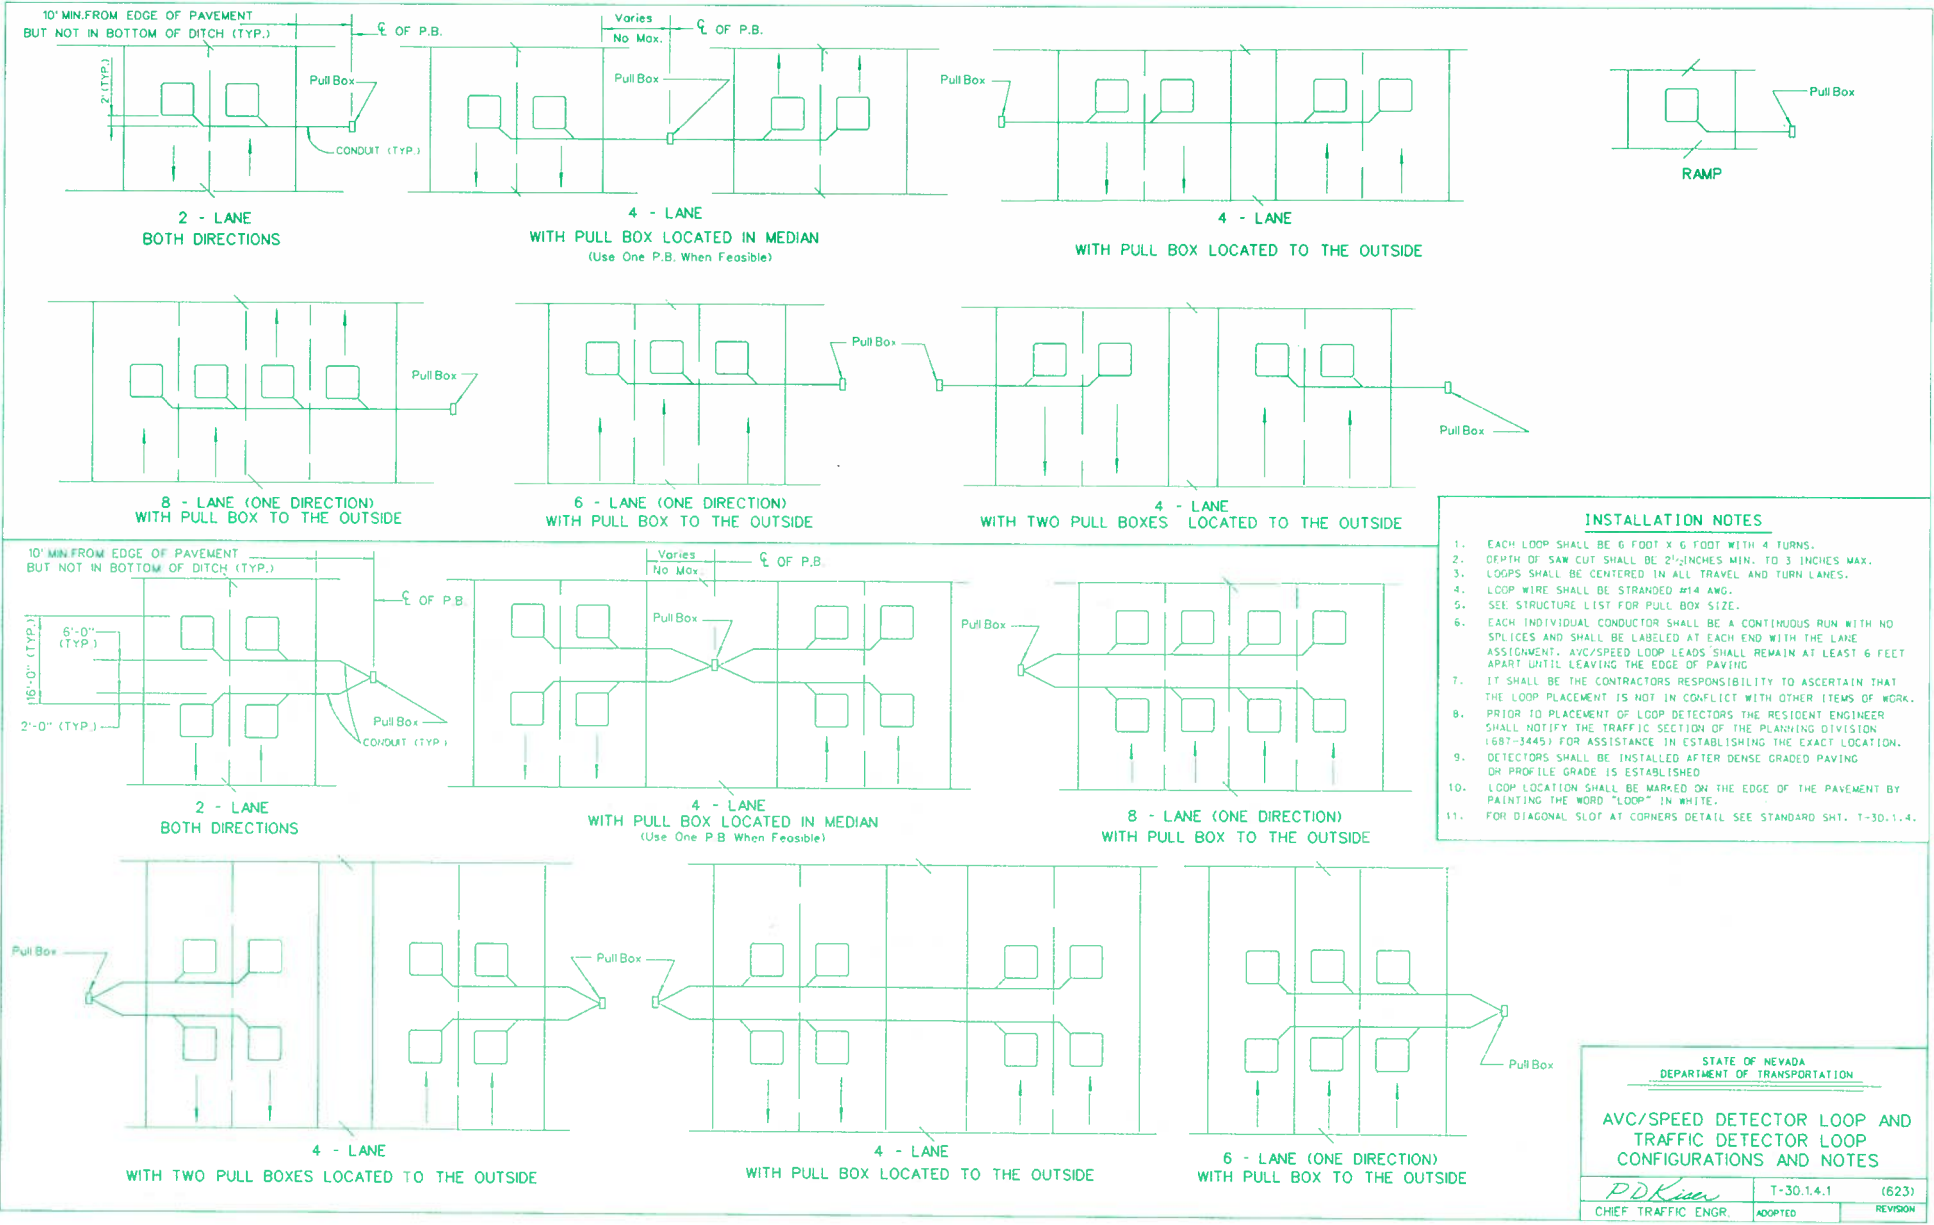 10' MIN.FROM EDGE OF PAVEMENT
BUT NOT IN BOTTOM OF DITCH (TYP.)
℄ OF P.B.
2' (TYP.)
Pull Box
CONDUIT (TYP.)
2 - LANE
BOTH DIRECTIONS
Varies
No Max.
℄ OF P.B.
Pull Box
4 - LANE
WITH PULL BOX LOCATED IN MEDIAN
(Use One P.B. When Feasible)
Pull Box
4 - LANE
WITH PULL BOX LOCATED TO THE OUTSIDE
Pull Box
RAMP
Pull Box
8 - LANE (ONE DIRECTION)
WITH PULL BOX TO THE OUTSIDE
Pull Box
6 - LANE (ONE DIRECTION)
WITH PULL BOX TO THE OUTSIDE
Pull Box
4 - LANE
WITH TWO PULL BOXES LOCATED TO THE OUTSIDE
INSTALLATION NOTES
1. EACH LOOP SHALL BE 6 FOOT X 6 FOOT WITH 4 TURNS.
2. DEPTH OF SAW CUT SHALL BE 2½INCHES MIN. TO 3 INCHES MAX.
3. LOOPS SHALL BE CENTERED IN ALL TRAVEL AND TURN LANES.
4. LOOP WIRE SHALL BE STRANDED #14 AWG.
5. SEE STRUCTURE LIST FOR PULL BOX SIZE.
6. EACH INDIVIDUAL CONDUCTOR SHALL BE A CONTINUOUS RUN WITH NO
SPLICES AND SHALL BE LABELED AT EACH END WITH THE LANE
ASSIGNMENT. AVC/SPEED LOOP LEADS SHALL REMAIN AT LEAST 6 FEET
APART UNTIL LEAVING THE EDGE OF PAVING
7. IT SHALL BE THE CONTRACTORS RESPONSIBILITY TO ASCERTAIN THAT
THE LOOP PLACEMENT IS NOT IN CONFLICT WITH OTHER ITEMS OF WORK.
8. PRIOR TO PLACEMENT OF LOOP DETECTORS THE RESIDENT ENGINEER
SHALL NOTIFY THE TRAFFIC SECTION OF THE PLANNING DIVISION
(687-3445) FOR ASSISTANCE IN ESTABLISHING THE EXACT LOCATION.
9. DETECTORS SHALL BE INSTALLED AFTER DENSE GRADED PAVING
OR PROFILE GRADE IS ESTABLISHED
10. LOOP LOCATION SHALL BE MARKED ON THE EDGE OF THE PAVEMENT BY
PAINTING THE WORD "LOOP" IN WHITE.
11. FOR DIAGONAL SLOT AT CORNERS DETAIL SEE STANDARD SHT. T-30.1.4.
10' MIN.FROM EDGE OF PAVEMENT
BUT NOT IN BOTTOM OF DITCH (TYP.)
℄ OF P.B.
16'-0" (TYP.)
6'-0"
(TYP.)
2'-0" (TYP.)
Pull Box
CONDUIT (TYP.)
2 - LANE
BOTH DIRECTIONS
Varies
No Max.
℄ OF P.B.
Pull Box
4 - LANE
WITH PULL BOX LOCATED IN MEDIAN
(Use One P.B When Feasible)
Pull Box
8 - LANE (ONE DIRECTION)
WITH PULL BOX TO THE OUTSIDE
Pull Box
4 - LANE
WITH TWO PULL BOXES LOCATED TO THE OUTSIDE
Pull Box
4 - LANE
WITH PULL BOX LOCATED TO THE OUTSIDE
Pull Box
6 - LANE (ONE DIRECTION)
WITH PULL BOX TO THE OUTSIDE
STATE OF NEVADA
DEPARTMENT OF TRANSPORTATION
AVC/SPEED DETECTOR LOOP AND
TRAFFIC DETECTOR LOOP
CONFIGURATIONS AND NOTES
P D Kiser
T-30.1.4.1 (623)
CHIEF TRAFFIC ENGR. ADOPTED REVISION